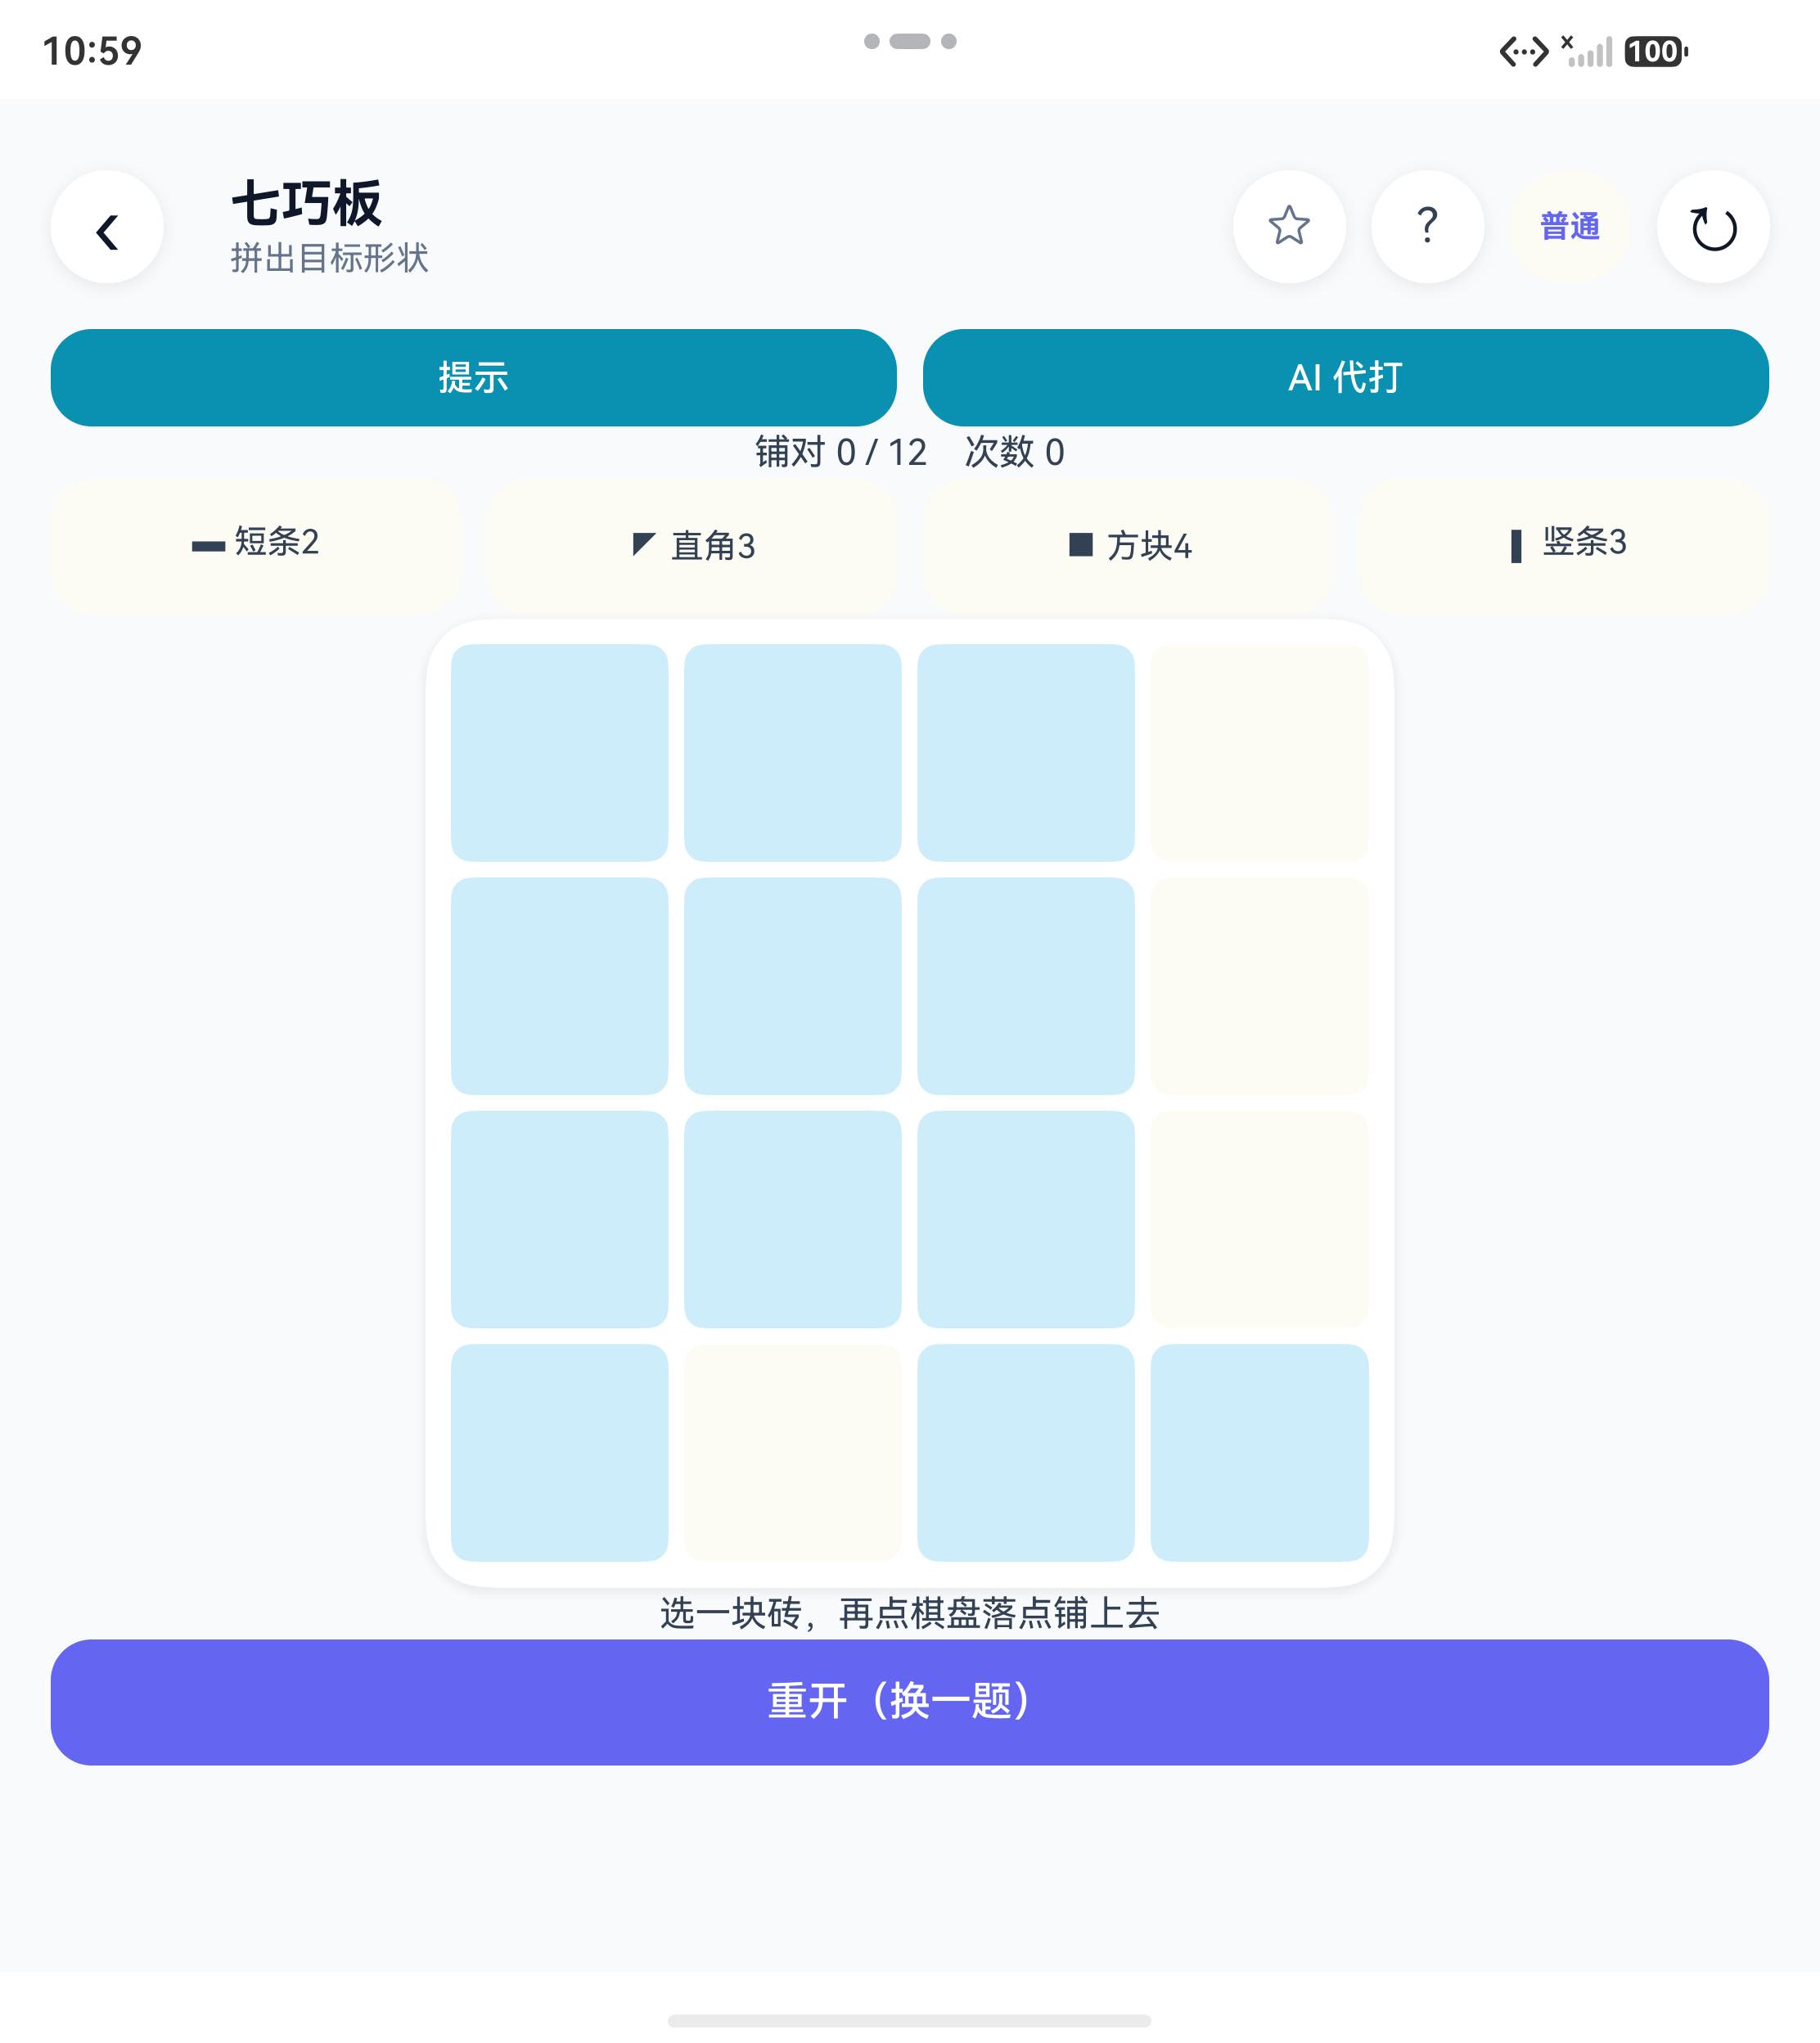 10:59
100
七巧板
拼出目标形状
?
普通
提示
AI 代打
铺对 0 / 12 次数 0
短条2
直角3
方块4
竖条3
选一块砖，再点棋盘落点铺上去
重开（换一题）